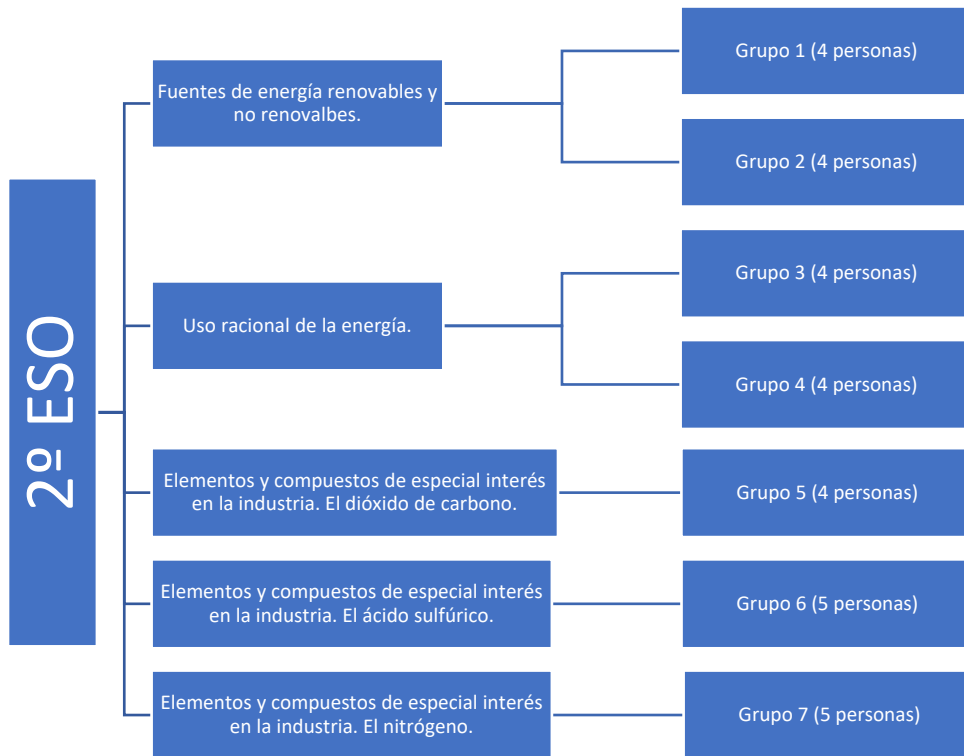 2º ESO
Fuentes de energía renovables y
no renovalbes.
Grupo 1 (4 personas)
Grupo 2 (4 personas)
Uso racional de la energía.
Grupo 3 (4 personas)
Grupo 4 (4 personas)
Elementos y compuestos de especial interés
en la industria. El dióxido de carbono.
Grupo 5 (4 personas)
Elementos y compuestos de especial interés
en la industria. El ácido sulfúrico.
Grupo 6 (5 personas)
Elementos y compuestos de especial interés
en la industria. El nitrógeno.
Grupo 7 (5 personas)